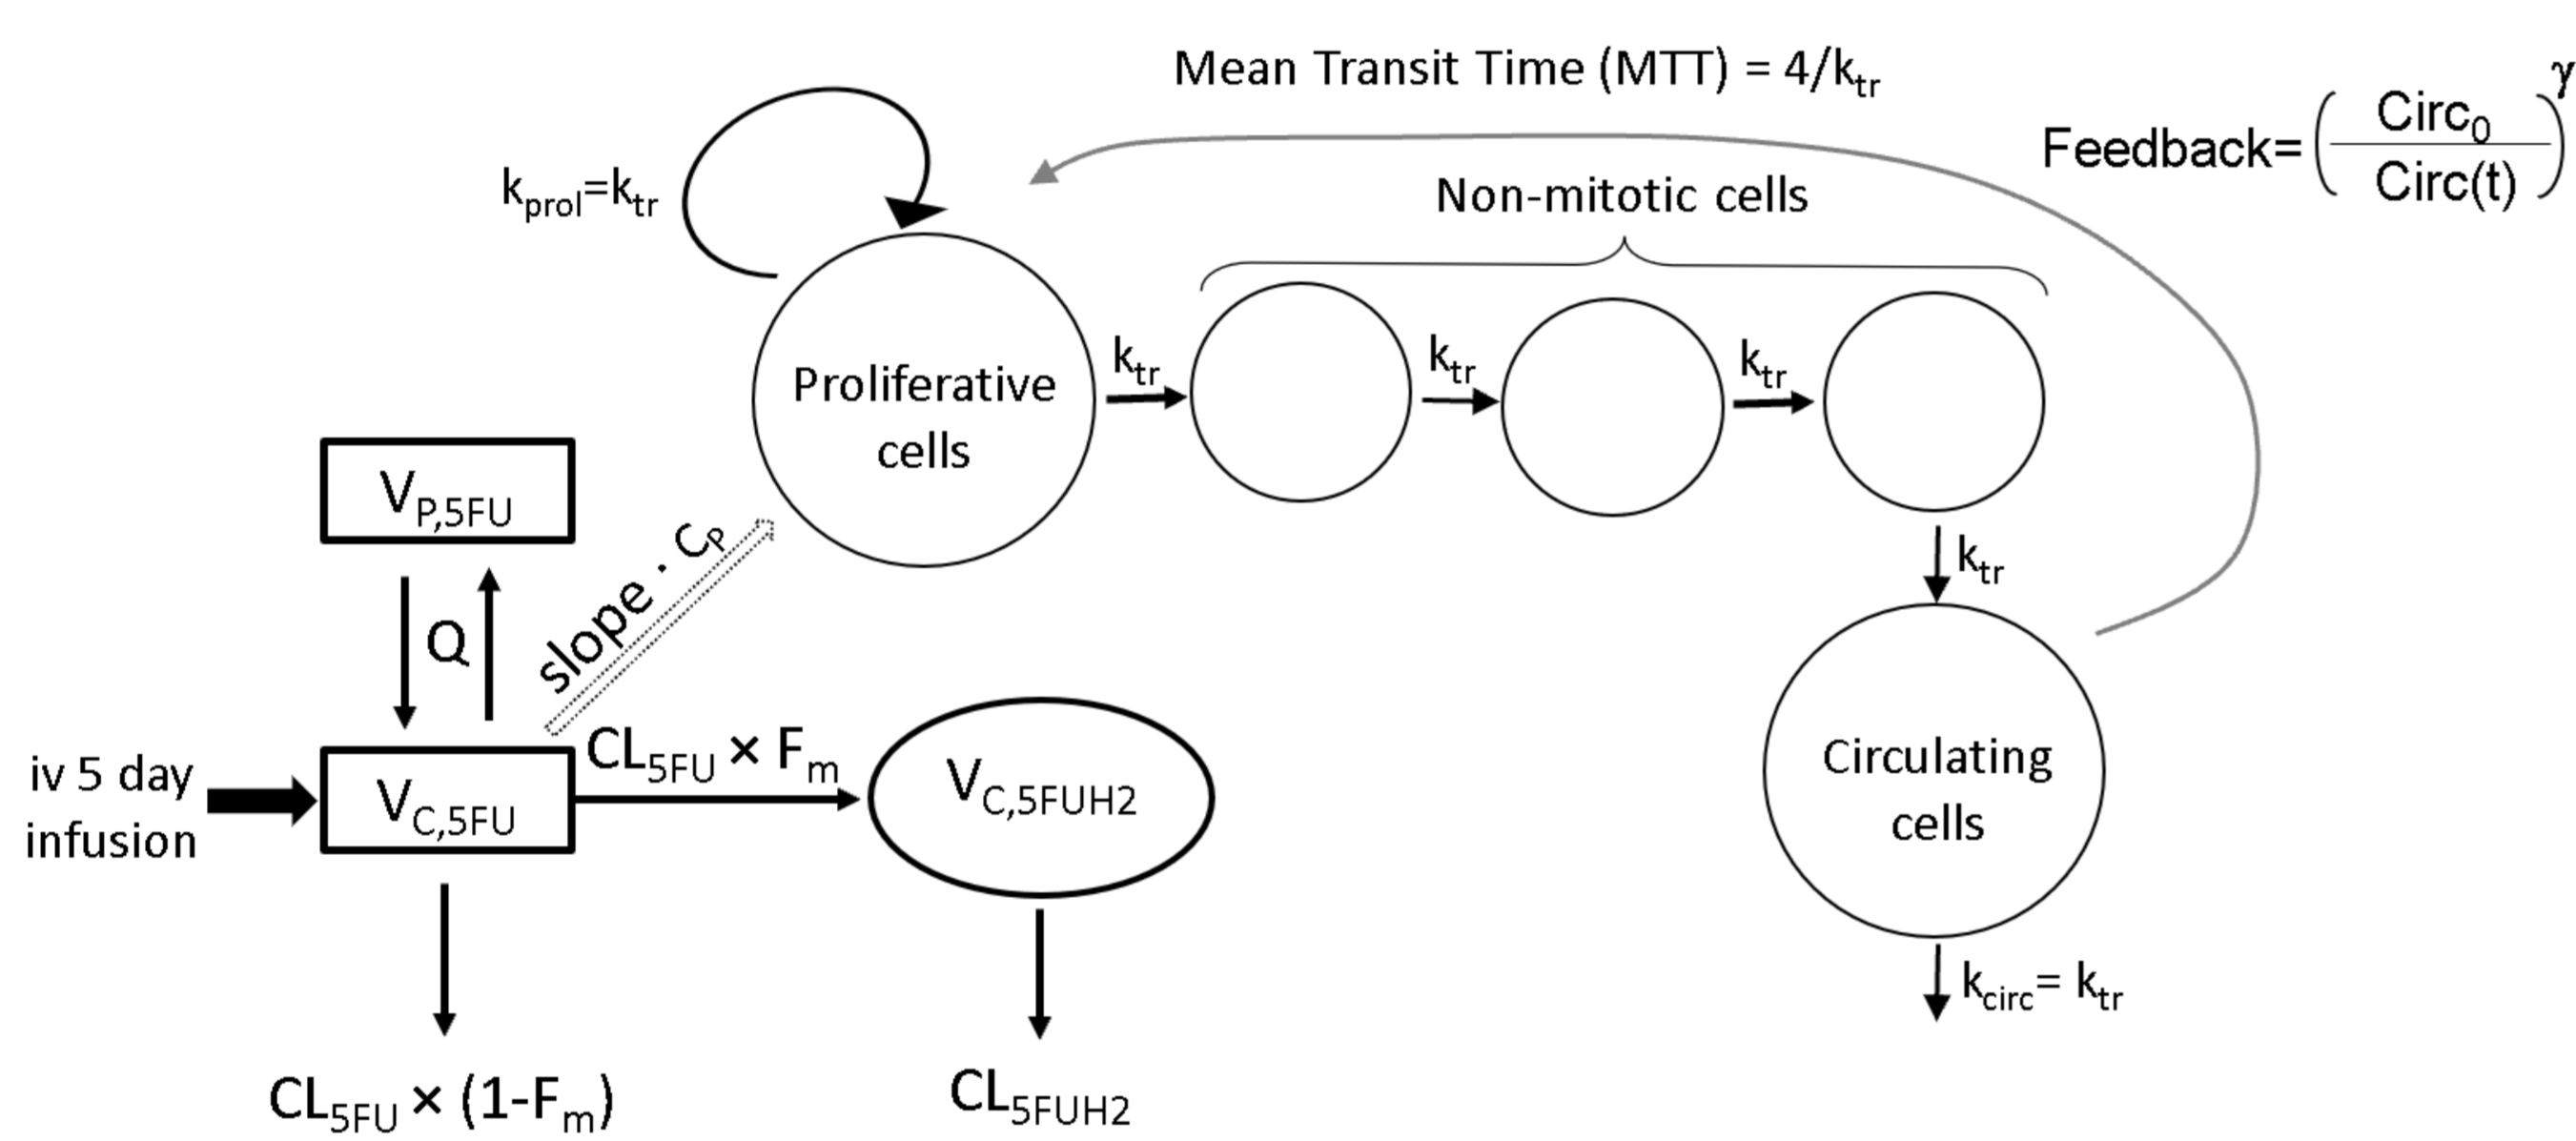 Mean Transit Time (MTT) = 4/ktr
Feedback= (Circ0 / Circ(t))γ
kprol=ktr
Non-mitotic cells
Proliferative
cells
ktr
ktr
ktr
ktr
VP,5FU
Q
slope · CP
iv 5 day
infusion
VC,5FU
CL5FU × Fm
VC,5FUH2
Circulating
cells
kcirc= ktr
CL5FU × (1-Fm)
CL5FUH2